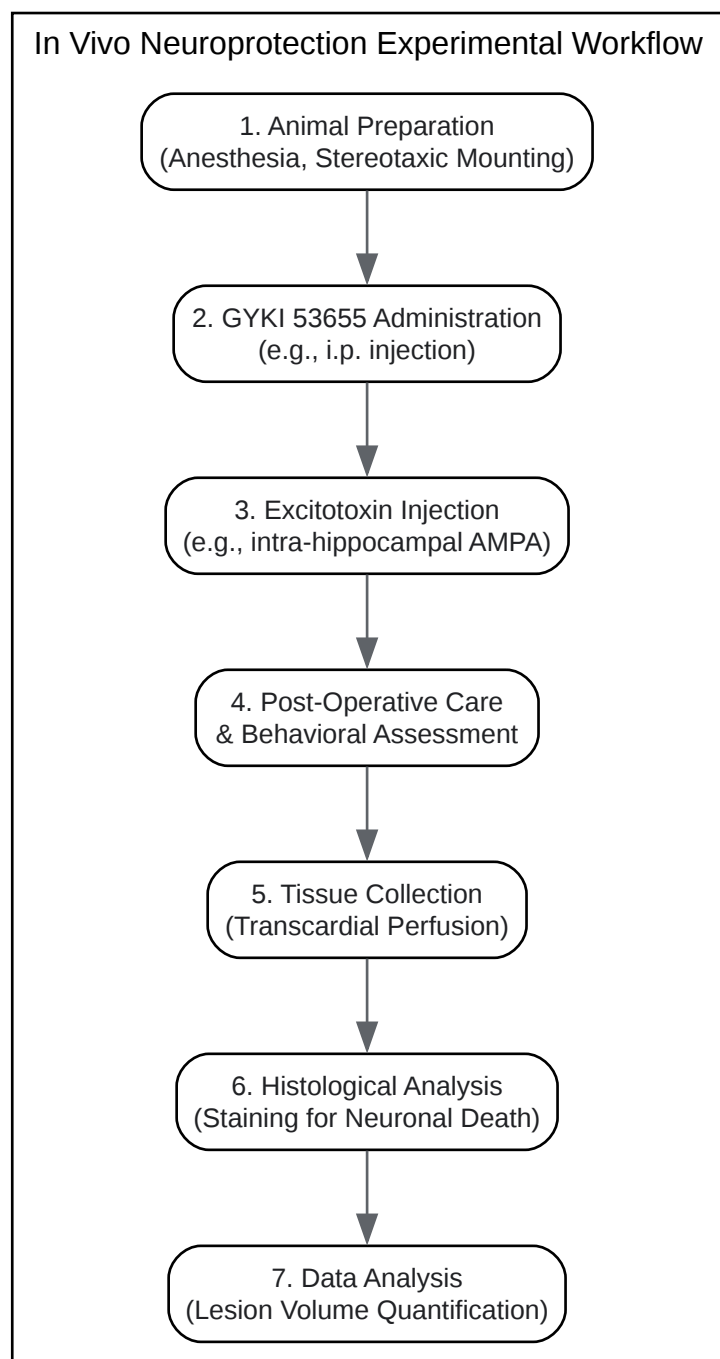 In Vivo Neuroprotection Experimental Workflow
1. Animal Preparation
(Anesthesia, Stereotaxic Mounting)
2. GYKI 53655 Administration
(e.g., i.p. injection)
3. Excitotoxin Injection
(e.g., intra-hippocampal AMPA)
4. Post-Operative Care
& Behavioral Assessment
5. Tissue Collection
(Transcardial Perfusion)
6. Histological Analysis
(Staining for Neuronal Death)
7. Data Analysis
(Lesion Volume Quantification)